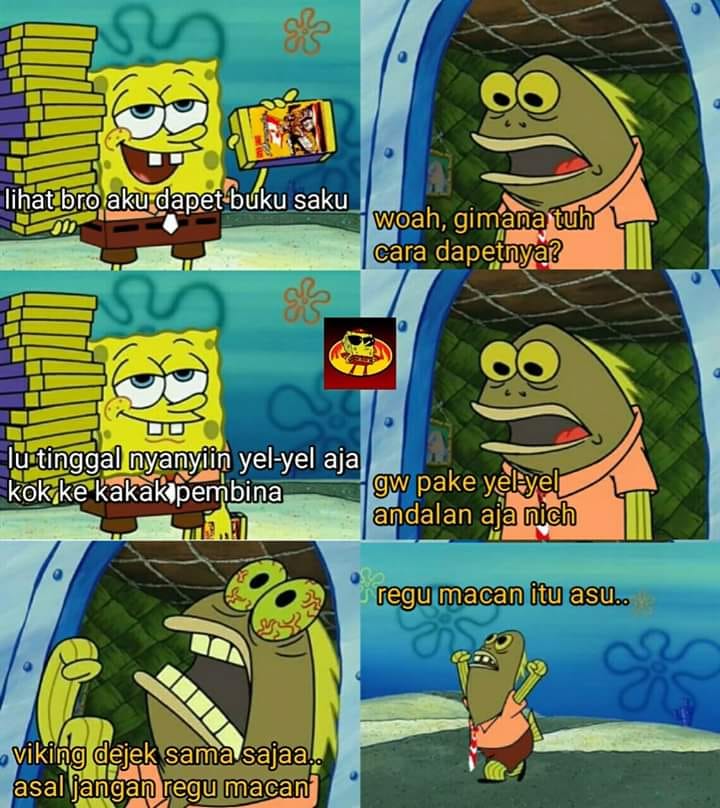 lihat bro aku dapet buku saku
woah, gimana tuh
cara dapetnya?
lu tinggal nyanyiin yel-yel aja
kok ke kakak pembina
gw pake yel-yel
andalan aja nich
viking dejek sama sajaa..
asal jangan regu macan
regu macan itu asu..